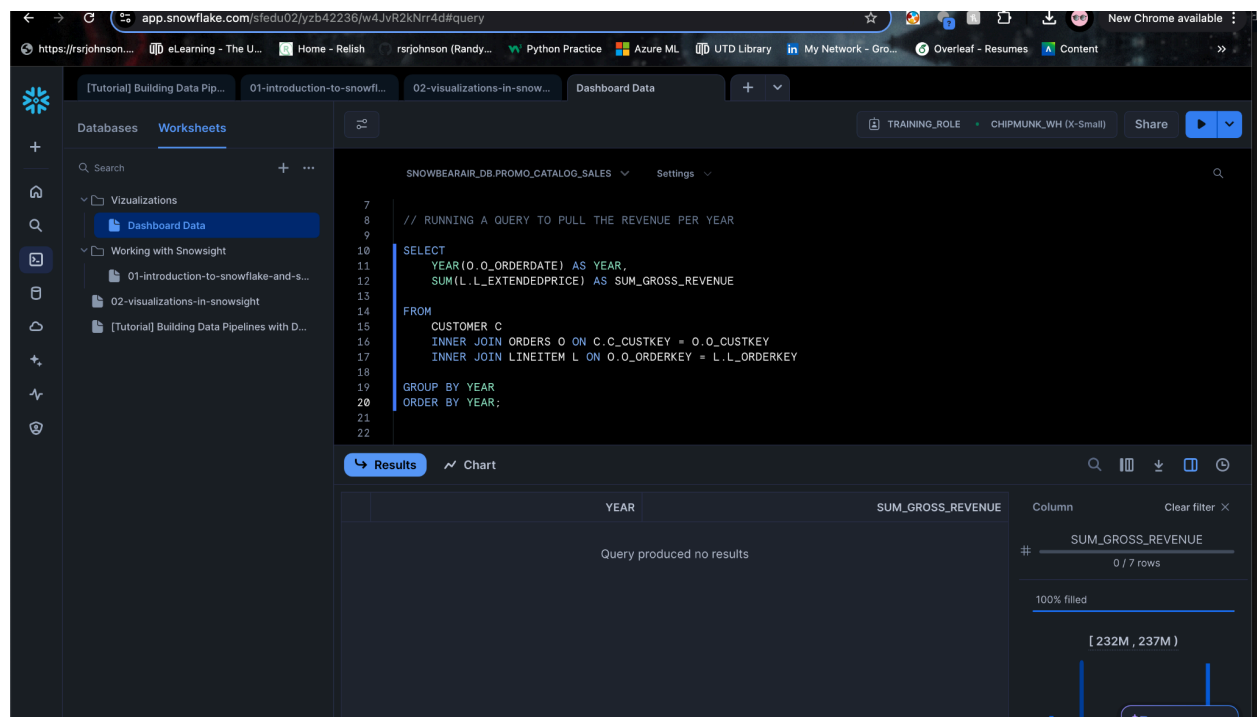 app.snowflake.com/sfedu02/yzb42236/w4JvR2kNrr4d#query
New Chrome available
https://rsrjohnson....
eLearning - The U...
Home - Relish
rsrjohnson (Randy...
Python Practice
Azure ML
UTD Library
My Network - Gro...
Overleaf - Resumes
Content
»
[Tutorial] Building Data Pip...
01-introduction-to-snowfl...
02-visualizations-in-snow...
Dashboard Data
Databases
Worksheets
TRAINING_ROLE
CHIPMUNK_WH (X-Small)
Share
Search
Vizualizations
Dashboard Data
Working with Snowsight
01-introduction-to-snowflake-and-s...
02-visualizations-in-snowsight
[Tutorial] Building Data Pipelines with D...
SNOWBEARAIR_DB.PROMO_CATALOG_SALES
Settings
7
8 // RUNNING A QUERY TO PULL THE REVENUE PER YEAR
9
10 SELECT
11 YEAR(O.O_ORDERDATE) AS YEAR,
12 SUM(L.L_EXTENDEDPRICE) AS SUM_GROSS_REVENUE
13
14 FROM
15 CUSTOMER C
16 INNER JOIN ORDERS O ON C.C_CUSTKEY = O.O_CUSTKEY
17 INNER JOIN LINEITEM L ON O.O_ORDERKEY = L.L_ORDERKEY
18
19 GROUP BY YEAR
20 ORDER BY YEAR;
21
22
Results
Chart
YEAR
SUM_GROSS_REVENUE
Query produced no results
Column
Clear filter
# SUM_GROSS_REVENUE
0 / 7 rows
100% filled
[ 232M , 237M )